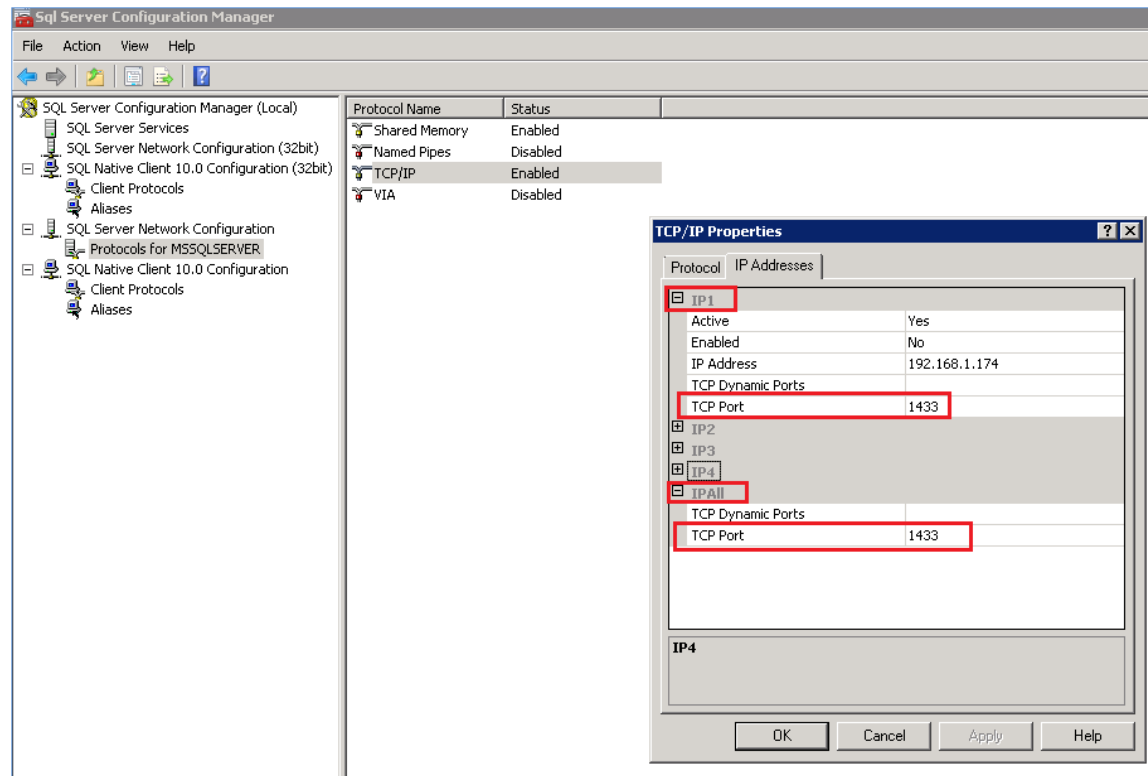 Sql Server Configuration Manager
File Action View Help
SQL Server Configuration Manager (Local)
SQL Server Services
SQL Server Network Configuration (32bit)
SQL Native Client 10.0 Configuration (32bit)
Client Protocols
Aliases
SQL Server Network Configuration
Protocols for MSSQLSERVER
SQL Native Client 10.0 Configuration
Client Protocols
Aliases
Protocol Name Status
Shared Memory Enabled
Named Pipes Disabled
TCP/IP Enabled
VIA Disabled
TCP/IP Properties
Protocol IP Addresses
IP1
Active Yes
Enabled No
IP Address 192.168.1.174
TCP Dynamic Ports
TCP Port 1433
IP2
IP3
IP4
IPAll
TCP Dynamic Ports
TCP Port 1433
IP4
OK Cancel Apply Help